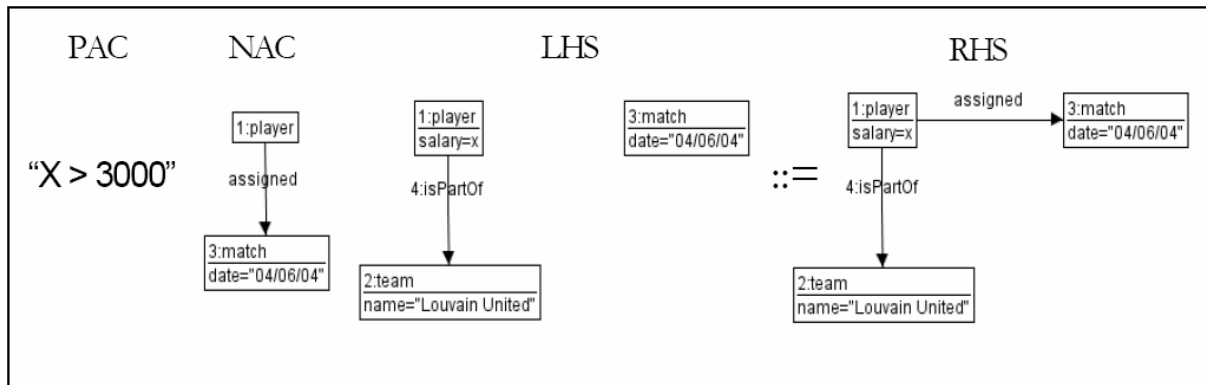 PAC
NAC
LHS
RHS
"X > 3000"
1:player
assigned
3:match
date="04/06/04"
1:player
salary=x
4:isPartOf
2:team
name="Louvain United"
3:match
date="04/06/04"
::=
1:player
salary=x
assigned
3:match
date="04/06/04"
4:isPartOf
2:team
name="Louvain United"